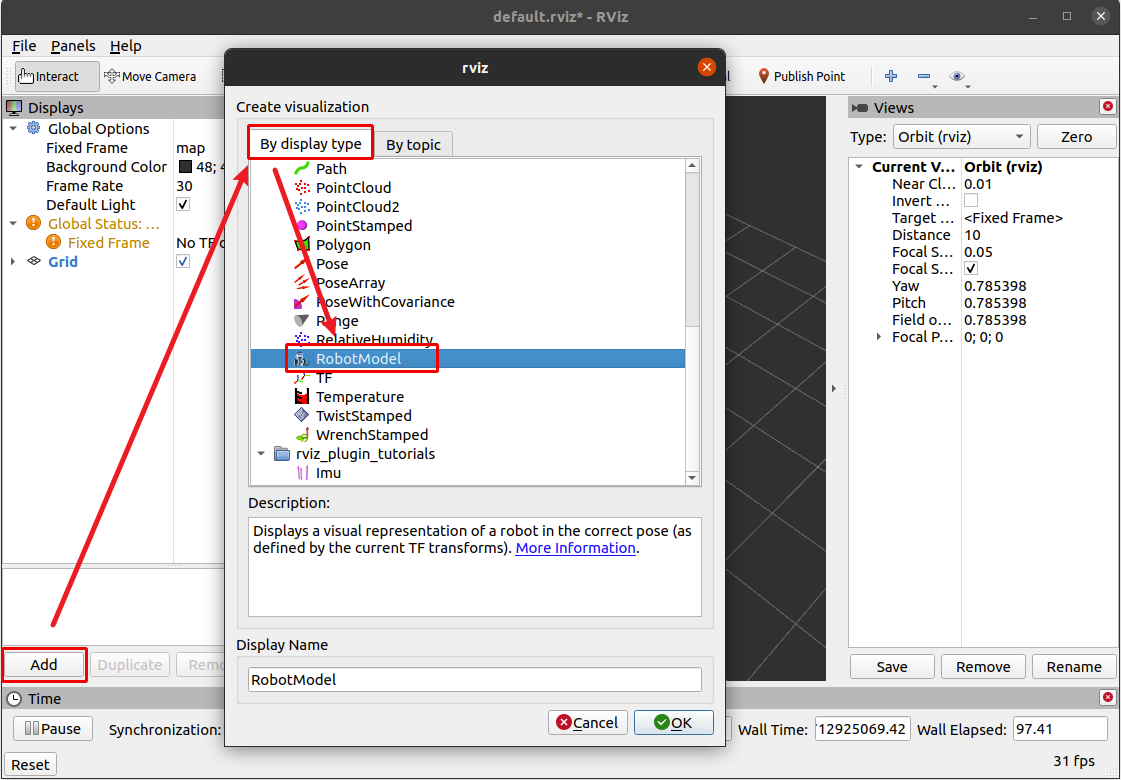 default.rviz* - RViz
File Panels Help
Interact Move Camera Publish Point
Displays
Global Options
Fixed Frame map
Background Color 48;
Frame Rate 30
Default Light
Global Status: ...
Fixed Frame No TF
Grid
Add Duplicate
rviz
Create visualization
By display type By topic
Path
PointCloud
PointCloud2
PointStamped
Polygon
Pose
PoseArray
PoseWithCovariance
Range
RelativeHumidity
RobotModel
TF
Temperature
TwistStamped
WrenchStamped
rviz_plugin_tutorials
Imu
Description:
Displays a visual representation of a robot in the correct pose (as
defined by the current TF transforms). More Information.
Display Name
RobotModel
Cancel OK
Views
Type: Orbit (rviz) Zero
Current V... Orbit (rviz)
Near Cl... 0.01
Invert ...
Target ... <Fixed Frame>
Distance 10
Focal S... 0.05
Focal S...
Yaw 0.785398
Pitch 0.785398
Field o... 0.785398
Focal P... 0; 0; 0
Save Remove Rename
Time
Pause Synchronization: Wall Time: 12925069.42 Wall Elapsed: 97.41
Reset 31 fps